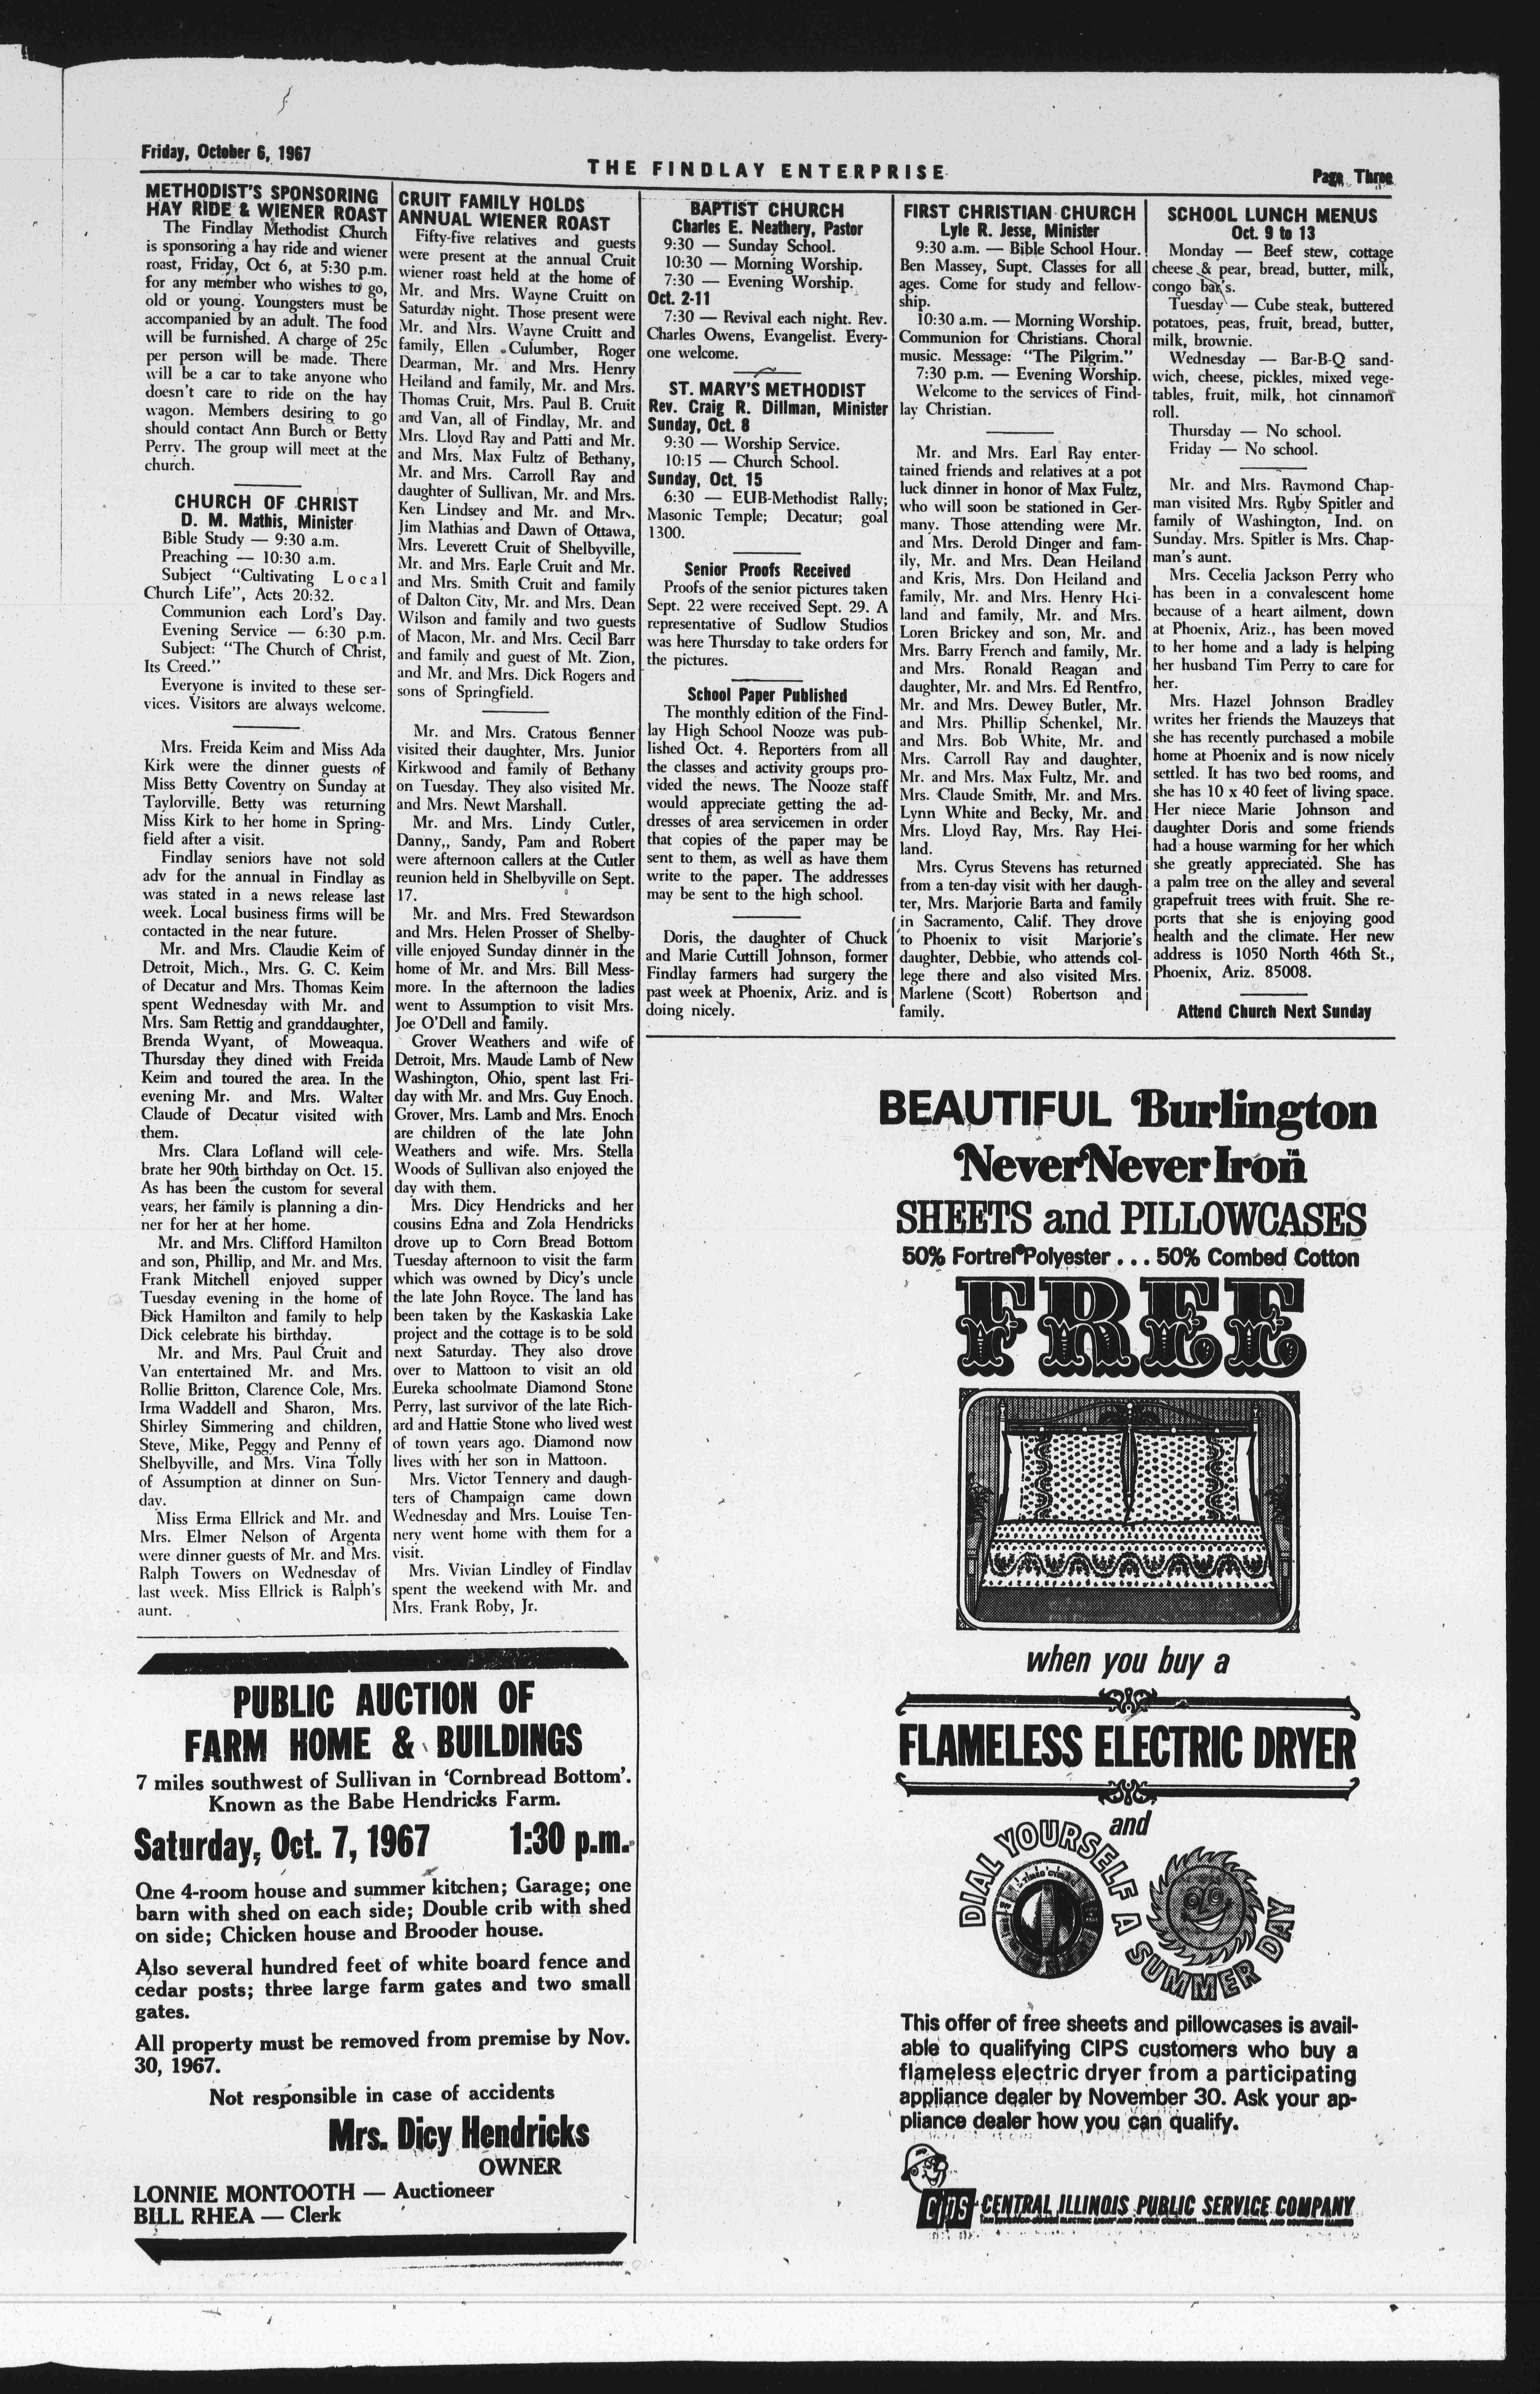 Friday, October 6, 1967
THE FINDLAY ENTERPRISE
Page Three
METHODIST'S SPONSORING
HAY RIDE & WIENER ROAST
The Findlay Methodist Church
is sponsoring a hay ride and wiener
roast, Friday, Oct 6, at 5:30 p.m.
for any member who wishes to go,
old or young. Youngsters must be
accompanied by an adult. The food
will be furnished. A charge of 25c
per person will be made. There
will be a car to take anyone who
doesn't care to ride on the hay
wagon. Members desiring to go
should contact Ann Burch or Betty
Perry. The group will meet at the
church.
CHURCH OF CHRIST
D. M. Mathis, Minister
Bible Study — 9:30 a.m.
Preaching — 10:30 a.m.
Subject "Cultivating Local
Church Life", Acts 20:32.
Communion each Lord's Day.
Evening Service — 6:30 p.m.
Subject: "The Church of Christ,
Its Creed."
Everyone is invited to these ser-
vices. Visitors are always welcome.
Mrs. Freida Keim and Miss Ada
Kirk were the dinner guests of
Miss Betty Coventry on Sunday at
Taylorville. Betty was returning
Miss Kirk to her home in Spring-
field after a visit.
Findlay seniors have not sold
adv for the annual in Findlay as
was stated in a news release last
week. Local business firms will be
contacted in the near future.
Mr. and Mrs. Claudie Keim of
Detroit, Mich., Mrs. G. C. Keim
of Decatur and Mrs. Thomas Keim
spent Wednesday with Mr. and
Mrs. Sam Rettig and granddaughter,
Brenda Wyant, of Moweaqua.
Thursday they dined with Freida
Keim and toured the area. In the
evening Mr. and Mrs. Walter
Claude of Decatur visited with
them.
Mrs. Clara Lofland will cele-
brate her 90th birthday on Oct. 15.
As has been the custom for several
years, her family is planning a din-
ner for her at her home.
Mr. and Mrs. Clifford Hamilton
and son, Phillip, and Mr. and Mrs.
Frank Mitchell enjoyed supper
Tuesday evening in the home of
Dick Hamilton and family to help
Dick celebrate his birthday.
Mr. and Mrs. Paul Cruit and
Van entertained Mr. and Mrs.
Rollie Britton, Clarence Cole, Mrs.
Irma Waddell and Sharon, Mrs.
Shirley Simmering and children,
Steve, Mike, Peggy and Penny of
Shelbyville, and Mrs. Vina Tolly
of Assumption at dinner on Sun-
day.
Miss Erma Ellrick and Mr. and
Mrs. Elmer Nelson of Argenta
were dinner guests of Mr. and Mrs.
Ralph Towers on Wednesday of
last week. Miss Ellrick is Ralph's
aunt.
CRUIT FAMILY HOLDS
ANNUAL WIENER ROAST
Fifty-five relatives and guests
were present at the annual Cruit
wiener roast held at the home of
Mr. and Mrs. Wayne Cruitt on
Saturday night. Those present were
Mr. and Mrs. Wayne Cruitt and
family, Ellen Culumber, Roger
Dearman, Mr. and Mrs. Henry
Heiland and family, Mr. and Mrs.
Thomas Cruit, Mrs. Paul B. Cruit
and Van, all of Findlay, Mr. and
Mrs. Lloyd Ray and Patti and Mr.
and Mrs. Max Fultz of Bethany,
Mr. and Mrs. Carroll Ray and
daughter of Sullivan, Mr. and Mrs.
Ken Lindsey and Mr. and Mrs.
Jim Mathias and Dawn of Ottawa,
Mrs. Leverett Cruit of Shelbyville,
Mr. and Mrs. Earle Cruit and Mr.
and Mrs. Smith Cruit and family
of Dalton City, Mr. and Mrs. Dean
Wilson and family and two guests
of Macon, Mr. and Mrs. Cecil Barr
and family and guest of Mt. Zion,
and Mr. and Mrs. Dick Rogers and
sons of Springfield.
Mr. and Mrs. Cratous Benner
visited their daughter, Mrs. Junior
Kirkwood and family of Bethany
on Tuesday. They also visited Mr.
and Mrs. Newt Marshall.
Mr. and Mrs. Lindy Cutler,
Danny,, Sandy, Pam and Robert
were afternoon callers at the Cutler
reunion held in Shelbyville on Sept.
17.
Mr. and Mrs. Fred Stewardson
and Mrs. Helen Prosser of Shelby-
ville enjoyed Sunday dinner in the
home of Mr. and Mrs. Bill Mess-
more. In the afternoon the ladies
went to Assumption to visit Mrs.
Joe O'Dell and family.
Grover Weathers and wife of
Detroit, Mrs. Maude Lamb of New
Washington, Ohio, spent last Fri-
day with Mr. and Mrs. Guy Enoch.
Grover, Mrs. Lamb and Mrs. Enoch
are children of the late John
Weathers and wife. Mrs. Stella
Woods of Sullivan also enjoyed the
day with them.
Mrs. Dicy Hendricks and her
cousins Edna and Zola Hendricks
drove up to Corn Bread Bottom
Tuesday afternoon to visit the farm
which was owned by Dicy's uncle
the late John Royce. The land has
been taken by the Kaskaskia Lake
project and the cottage is to be sold
next Saturday. They also drove
over to Mattoon to visit an old
Eureka schoolmate Diamond Stone
Perry, last survivor of the late Rich-
ard and Hattie Stone who lived west
of town years ago. Diamond now
lives with her son in Mattoon.
Mrs. Victor Tennery and daugh-
ters of Champaign came down
Wednesday and Mrs. Louise Ten-
nery went home with them for a
visit.
Mrs. Vivian Lindley of Findlay
spent the weekend with Mr. and
Mrs. Frank Roby, Jr.
BAPTIST CHURCH
Charles E. Neathery, Pastor
9:30 — Sunday School.
10:30 — Morning Worship.
7:30 — Evening Worship.
Oct. 2-11
7:30 — Revival each night. Rev.
Charles Owens, Evangelist. Every-
one welcome.
ST. MARY'S METHODIST
Rev. Craig R. Dillman, Minister
Sunday, Oct. 8
9:30 — Worship Service.
10:15 — Church School.
Sunday, Oct. 15
6:30 — EUB-Methodist Rally;
Masonic Temple; Decatur; goal
1300.
Senior Proofs Received
Proofs of the senior pictures taken
Sept. 22 were received Sept. 29. A
representative of Sudlow Studios
was here Thursday to take orders for
the pictures.
School Paper Published
The monthly edition of the Find-
lay High School Nooze was pub-
lished Oct. 4. Reporters from all
the classes and activity groups pro-
vided the news. The Nooze staff
would appreciate getting the ad-
dresses of area servicemen in order
that copies of the paper may be
sent to them, as well as have them
write to the paper. The addresses
may be sent to the high school.
Doris, the daughter of Chuck
and Marie Cuttill Johnson, former
Findlay farmers had surgery the
past week at Phoenix, Ariz. and is
doing nicely.
FIRST CHRISTIAN CHURCH
Lyle R. Jesse, Minister
9:30 a.m. — Bible School Hour.
Ben Massey, Supt. Classes for all
ages. Come for study and fellow-
ship.
10:30 a.m. — Morning Worship.
Communion for Christians. Choral
music. Message: "The Pilgrim."
7:30 p.m. — Evening Worship.
Welcome to the services of Find-
lay Christian.
Mr. and Mrs. Earl Ray enter-
tained friends and relatives at a pot
luck dinner in honor of Max Fultz,
who will soon be stationed in Ger-
many. Those attending were Mr.
and Mrs. Derold Dinger and fam-
ily, Mr. and Mrs. Dean Heiland
and Kris, Mrs. Don Heiland and
family, Mr. and Mrs. Henry Hei-
land and family, Mr. and Mrs.
Loren Brickey and son, Mr. and
Mrs. Barry French and family, Mr.
and Mrs. Ronald Reagan and
daughter, Mr. and Mrs. Ed Rentfro,
Mr. and Mrs. Dewey Butler, Mr.
and Mrs. Phillip Schenkel, Mr.
and Mrs. Bob White, Mr. and
Mrs. Carroll Ray and daughter,
Mr. and Mrs. Max Fultz, Mr. and
Mrs. Claude Smith, Mr. and Mrs.
Lynn White and Becky, Mr. and
Mrs. Lloyd Ray, Mrs. Ray Hei-
land.
Mrs. Cyrus Stevens has returned
from a ten-day visit with her daugh-
ter, Mrs. Marjorie Barta and family
in Sacramento, Calif. They drove
to Phoenix to visit Marjorie's
daughter, Debbie, who attends col-
lege there and also visited Mrs.
Marlene (Scott) Robertson and
family.
SCHOOL LUNCH MENUS
Oct. 9 to 13
Monday — Beef stew, cottage
cheese & pear, bread, butter, milk,
congo bar's.
Tuesday — Cube steak, buttered
potatoes, peas, fruit, bread, butter,
milk, brownie.
Wednesday — Bar-B-Q sand-
wich, cheese, pickles, mixed vege-
tables, fruit, milk, hot cinnamon
roll.
Thursday — No school.
Friday — No school.
Mr. and Mrs. Raymond Chap-
man visited Mrs. Ruby Spitler and
family of Washington, Ind. on
Sunday. Mrs. Spitler is Mrs. Chap-
man's aunt.
Mrs. Cecelia Jackson Perry who
has been in a convalescent home
because of a heart ailment, down
at Phoenix, Ariz., has been moved
to her home and a lady is helping
her husband Tim Perry to care for
her.
Mrs. Hazel Johnson Bradley
writes her friends the Mauzeys that
she has recently purchased a mobile
home at Phoenix and is now nicely
settled. It has two bed rooms, and
she has 10 x 40 feet of living space.
Her niece Marie Johnson and
daughter Doris and some friends
had a house warming for her which
she greatly appreciated. She has
a palm tree on the alley and several
grapefruit trees with fruit. She re-
ports that she is enjoying good
health and the climate. Her new
address is 1050 North 46th St.,
Phoenix, Ariz. 85008.
Attend Church Next Sunday
PUBLIC AUCTION OF
FARM HOME & BUILDINGS
7 miles southwest of Sullivan in 'Cornbread Bottom'.
Known as the Babe Hendricks Farm.
Saturday, Oct. 7, 1967 1:30 p.m.
One 4-room house and summer kitchen; Garage; one
barn with shed on each side; Double crib with shed
on side; Chicken house and Brooder house.
Also several hundred feet of white board fence and
cedar posts; three large farm gates and two small
gates.
All property must be removed from premise by Nov.
30, 1967.
Not responsible in case of accidents
Mrs. Dicy Hendricks
OWNER
LONNIE MONTOOTH — Auctioneer
BILL RHEA — Clerk
BEAUTIFUL Burlington
Never Never Iron™
SHEETS and PILLOWCASES
50% Fortrel® Polyester . . . 50% Combed Cotton
FREE
when you buy a
FLAMELESS ELECTRIC DRYER
and
DIAL YOURSELF A SUMMER DAY
This offer of free sheets and pillowcases is avail-
able to qualifying CIPS customers who buy a
flameless electric dryer from a participating
appliance dealer by November 30. Ask your ap-
pliance dealer how you can qualify.
CIPS CENTRAL ILLINOIS PUBLIC SERVICE COMPANY